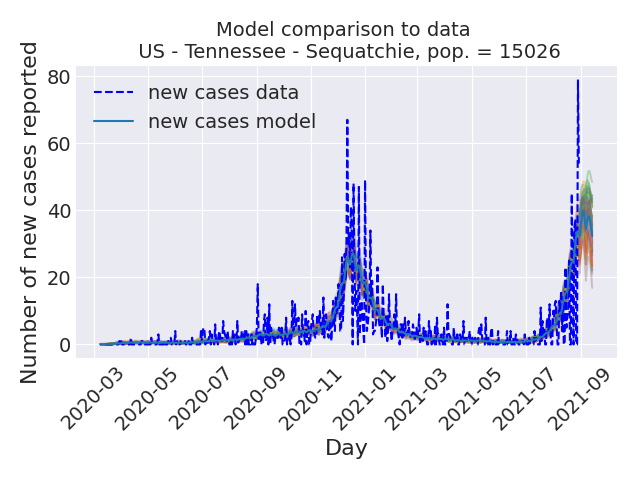 Model comparison to data
US - Tennessee - Sequatchie, pop. = 15026
Number of new cases reported
80
60
40
20
0
new cases data
new cases model
2020-03
2020-05
2020-07
2020-09
2020-11
2021-01
2021-03
2021-05
2021-07
2021-09
Day